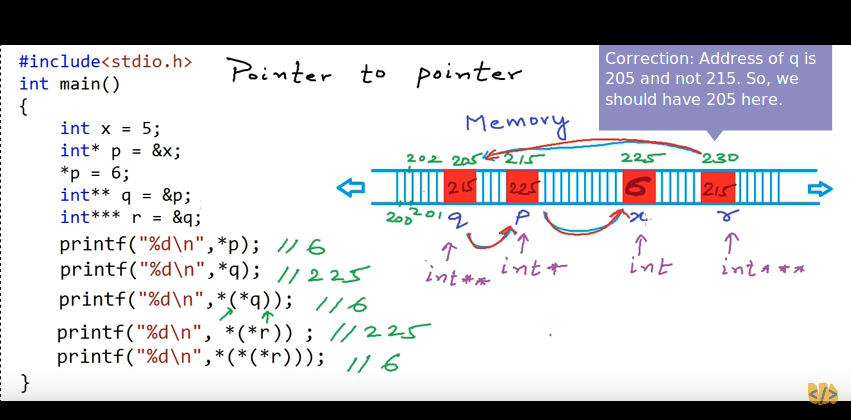 #include<stdio.h>
int main()
{
int x = 5;
int* p = &x;
*p = 6;
int** q = &p;
int*** r = &q;
printf("%d\n",*p); //6
printf("%d\n",*q); //225
printf("%d\n",*(*q)); //6
printf("%d\n", *(*r)) ; //225
printf("%d\n",*(*(*r))); //6
}
Pointer to pointer
Correction: Address of q is
205 and not 215. So, we
should have 205 here.
Memory
202 205 215 225 230
215 225 6 215
200 201 q p x r
int** int* int int***